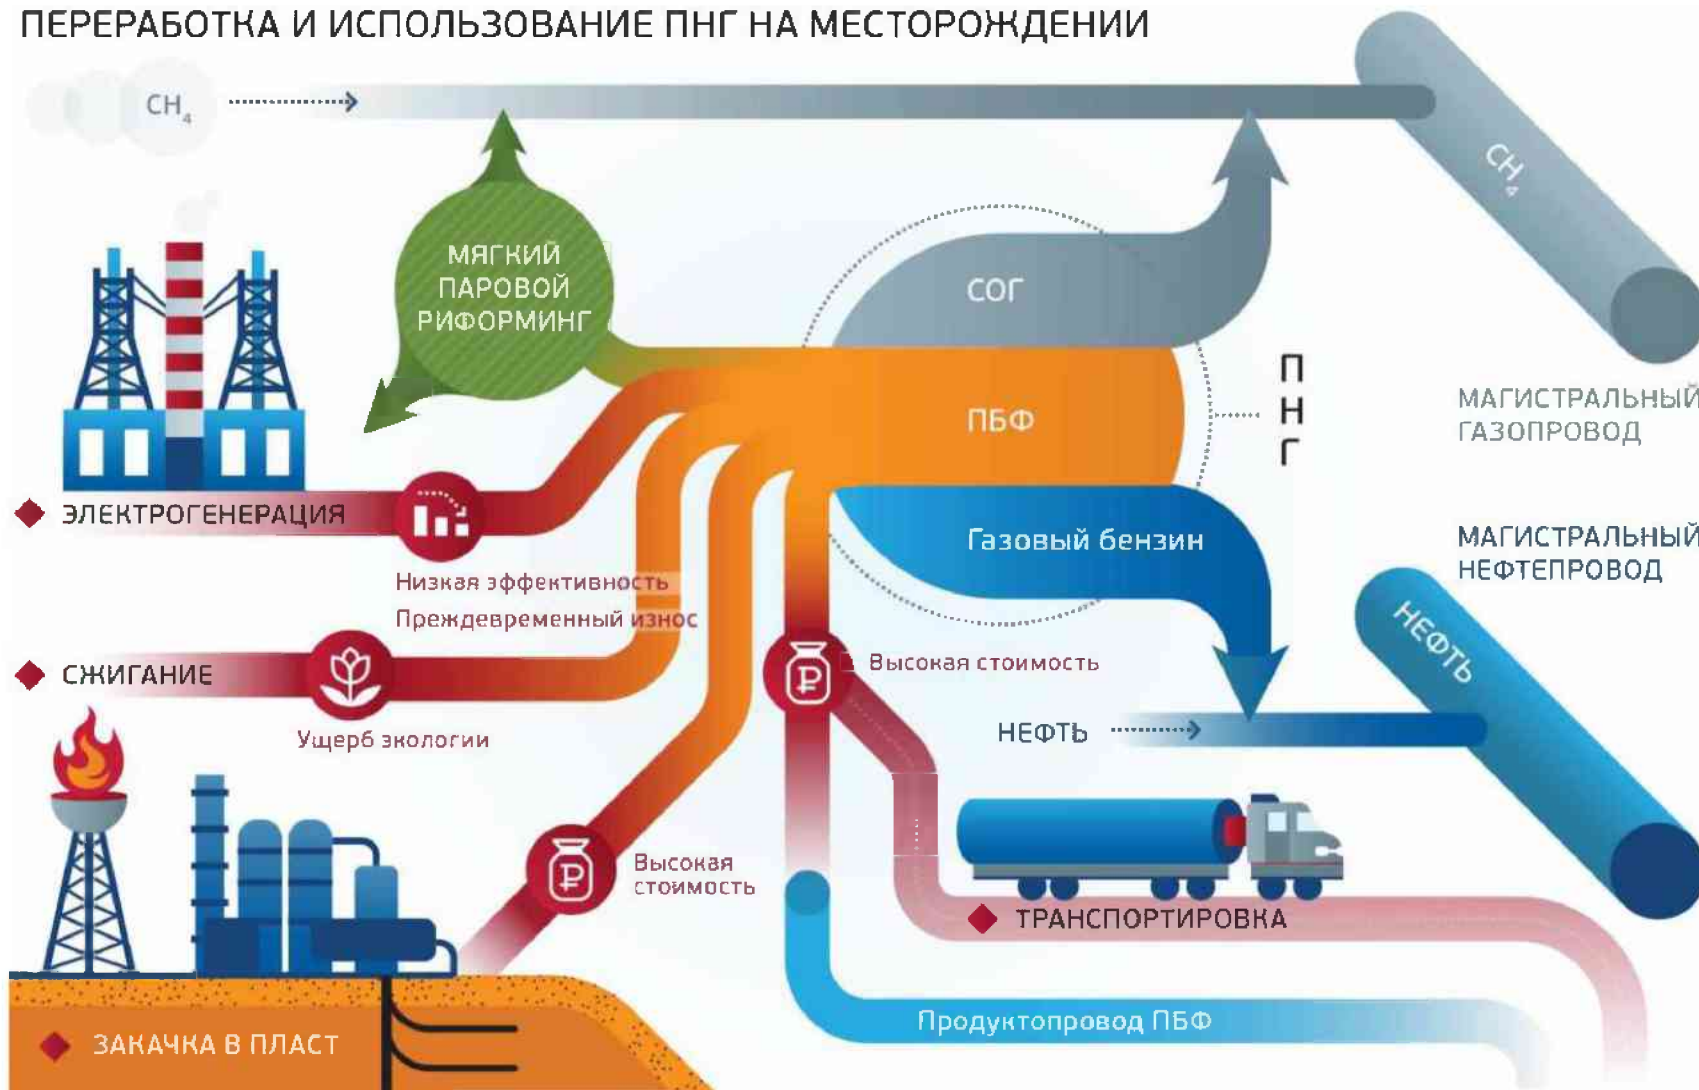 ПЕРЕРАБОТКА И ИСПОЛЬЗОВАНИЕ ПНГ НА МЕСТОРОЖДЕНИИ
CH₄
CH₄
МЯГКИЙ
ПАРОВОЙ
РИФОРМИНГ
СОГ
ПБФ
П
Н
Г
МАГИСТРАЛЬНЫЙ
ГАЗОПРОВОД
ЭЛЕКТРОГЕНЕРАЦИЯ
Газовый бензин
МАГИСТРАЛЬНЫЙ
НЕФТЕПРОВОД
Низкая эффективность
Преждевременный износ
НЕФТЬ
СЖИГАНИЕ
Высокая стоимость
Ущерб экологии
НЕФТЬ
Высокая
стоимость
ТРАНСПОРТИРОВКА
Продуктопровод ПБФ
ЗАКАЧКА В ПЛАСТ